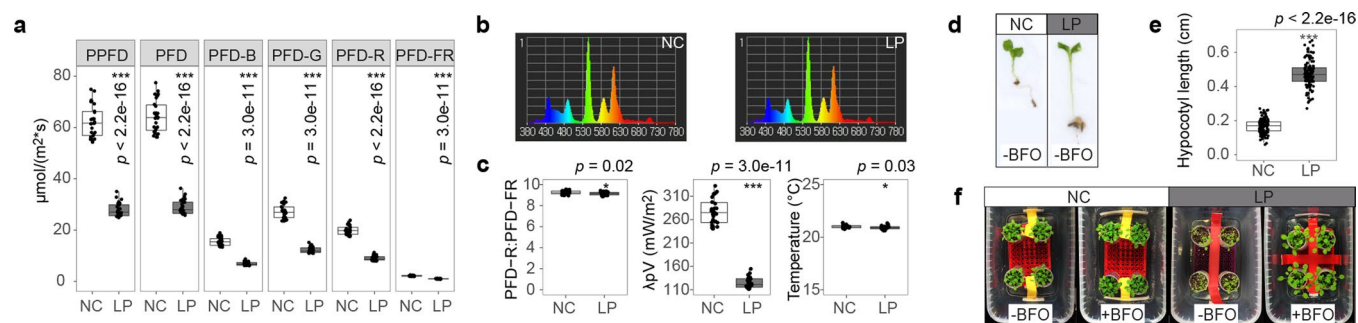 a
PPFD
PFD
PFD-B
PFD-G
PFD-R
PFD-FR
µmol/(m2*s)
80
60
40
20
0
***
p < 2.2e-16
***
p < 2.2e-16
***
p = 3.0e-11
***
p = 3.0e-11
***
p < 2.2e-16
***
p = 3.0e-11
NC LP NC LP NC LP NC LP NC LP NC LP
b
1
NC
380 430 480 530 580 630 680 730 780
1
LP
380 430 480 530 580 630 680 730 780
c
p = 0.02
PFD−R:PFD−FR
10
8
6
4
2
0
*
NC LP
p = 3.0e-11
λpV (mW/m2)
310
260
210
160
110
***
NC LP
p = 0.03
Temperature (°C)
25
20
15
*
NC LP
d
NC LP
-BFO -BFO
e
p < 2.2e-16
Hypocotyl length (cm)
0.6
0.4
0.2
0.0
***
NC LP
f
NC LP
-BFO +BFO -BFO +BFO